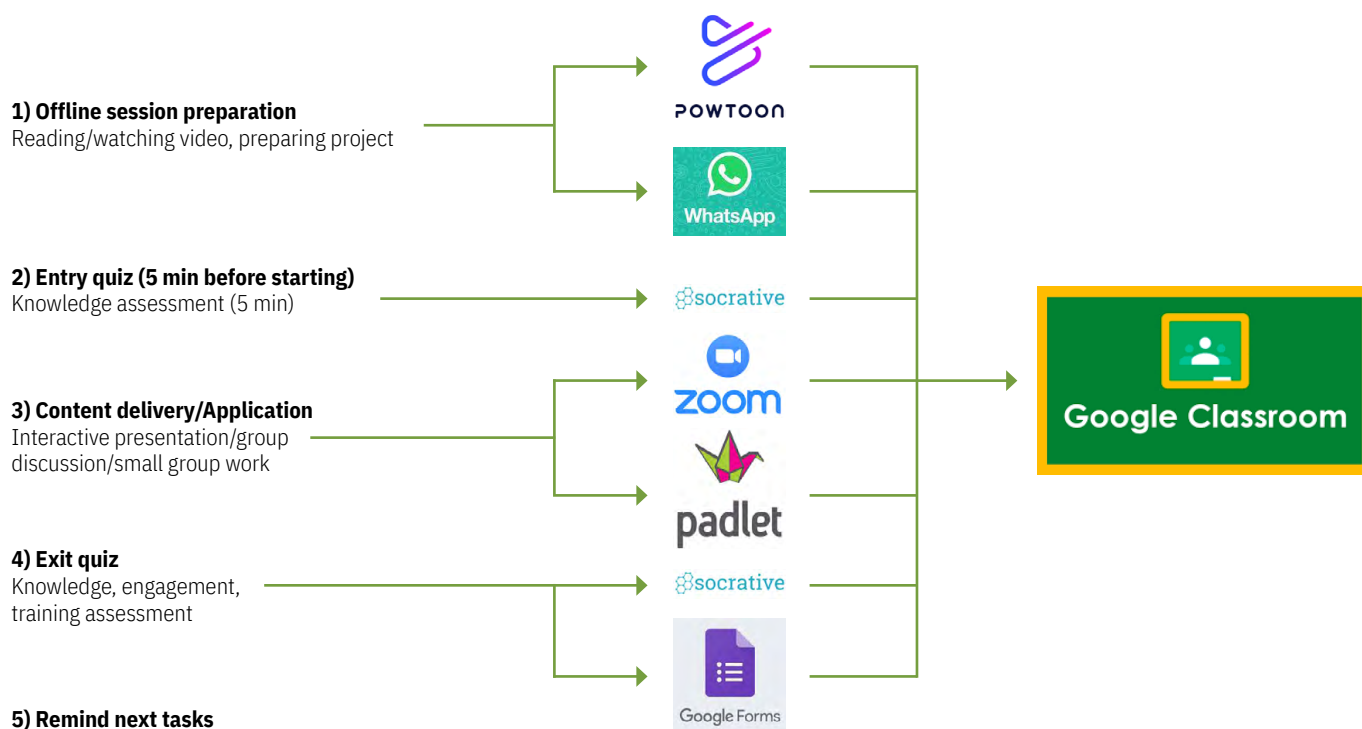 POWTOON
1) Offline session preparation
Reading/watching video, preparing project
WhatsApp
2) Entry quiz (5 min before starting)
Knowledge assessment (5 min)
socrative
zoom
3) Content delivery/Application
Interactive presentation/group
discussion/small group work
Google Classroom
padlet
4) Exit quiz
Knowledge, engagement,
training assessment
socrative
Google Forms
5) Remind next tasks